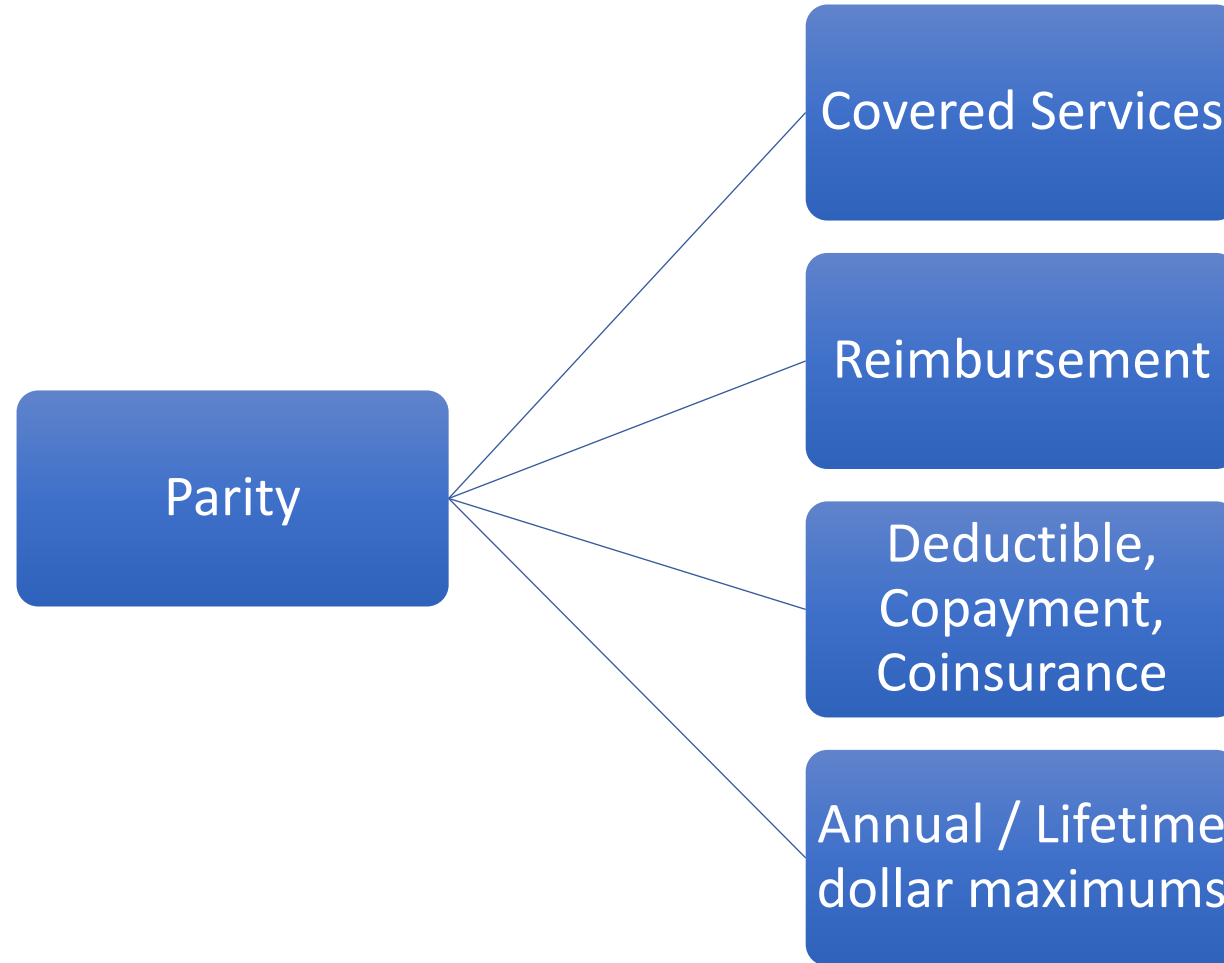 Covered Services
Reimbursement
Parity
Deductible,
Copayment,
Coinsurance
Annual / Lifetime
dollar maximums